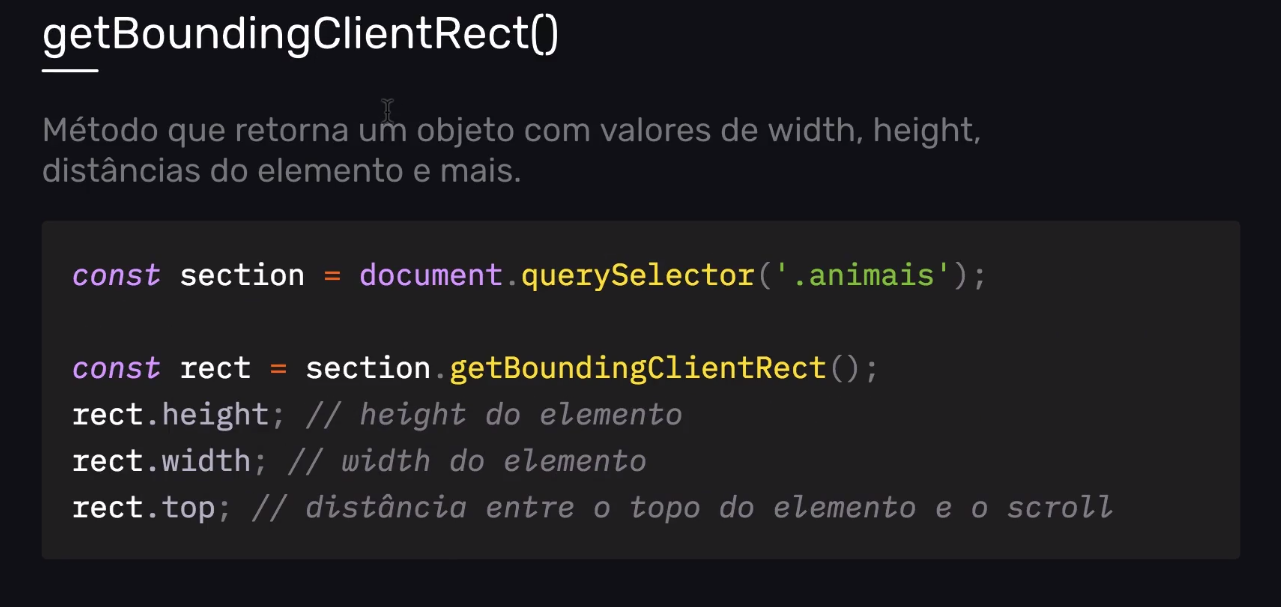 getBoundingClientRect()
Método que retorna um objeto com valores de width, height,
distâncias do elemento e mais.
const section = document.querySelector('.animais');
const rect = section.getBoundingClientRect();
rect.height; // height do elemento
rect.width; // width do elemento
rect.top; // distância entre o topo do elemento e o scroll